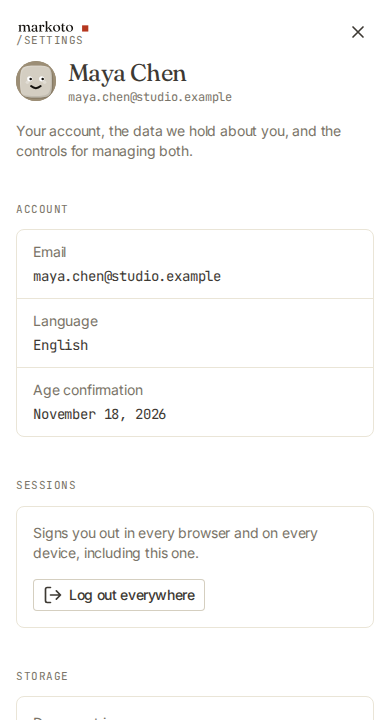 markoto
/SETTINGS
Maya Chen
maya.chen@studio.example
Your account, the data we hold about you, and the
controls for managing both.
ACCOUNT
Email
maya.chen@studio.example
Language
English
Age confirmation
November 18, 2026
SESSIONS
Signs you out in every browser and on every
device, including this one.
Log out everywhere
STORAGE